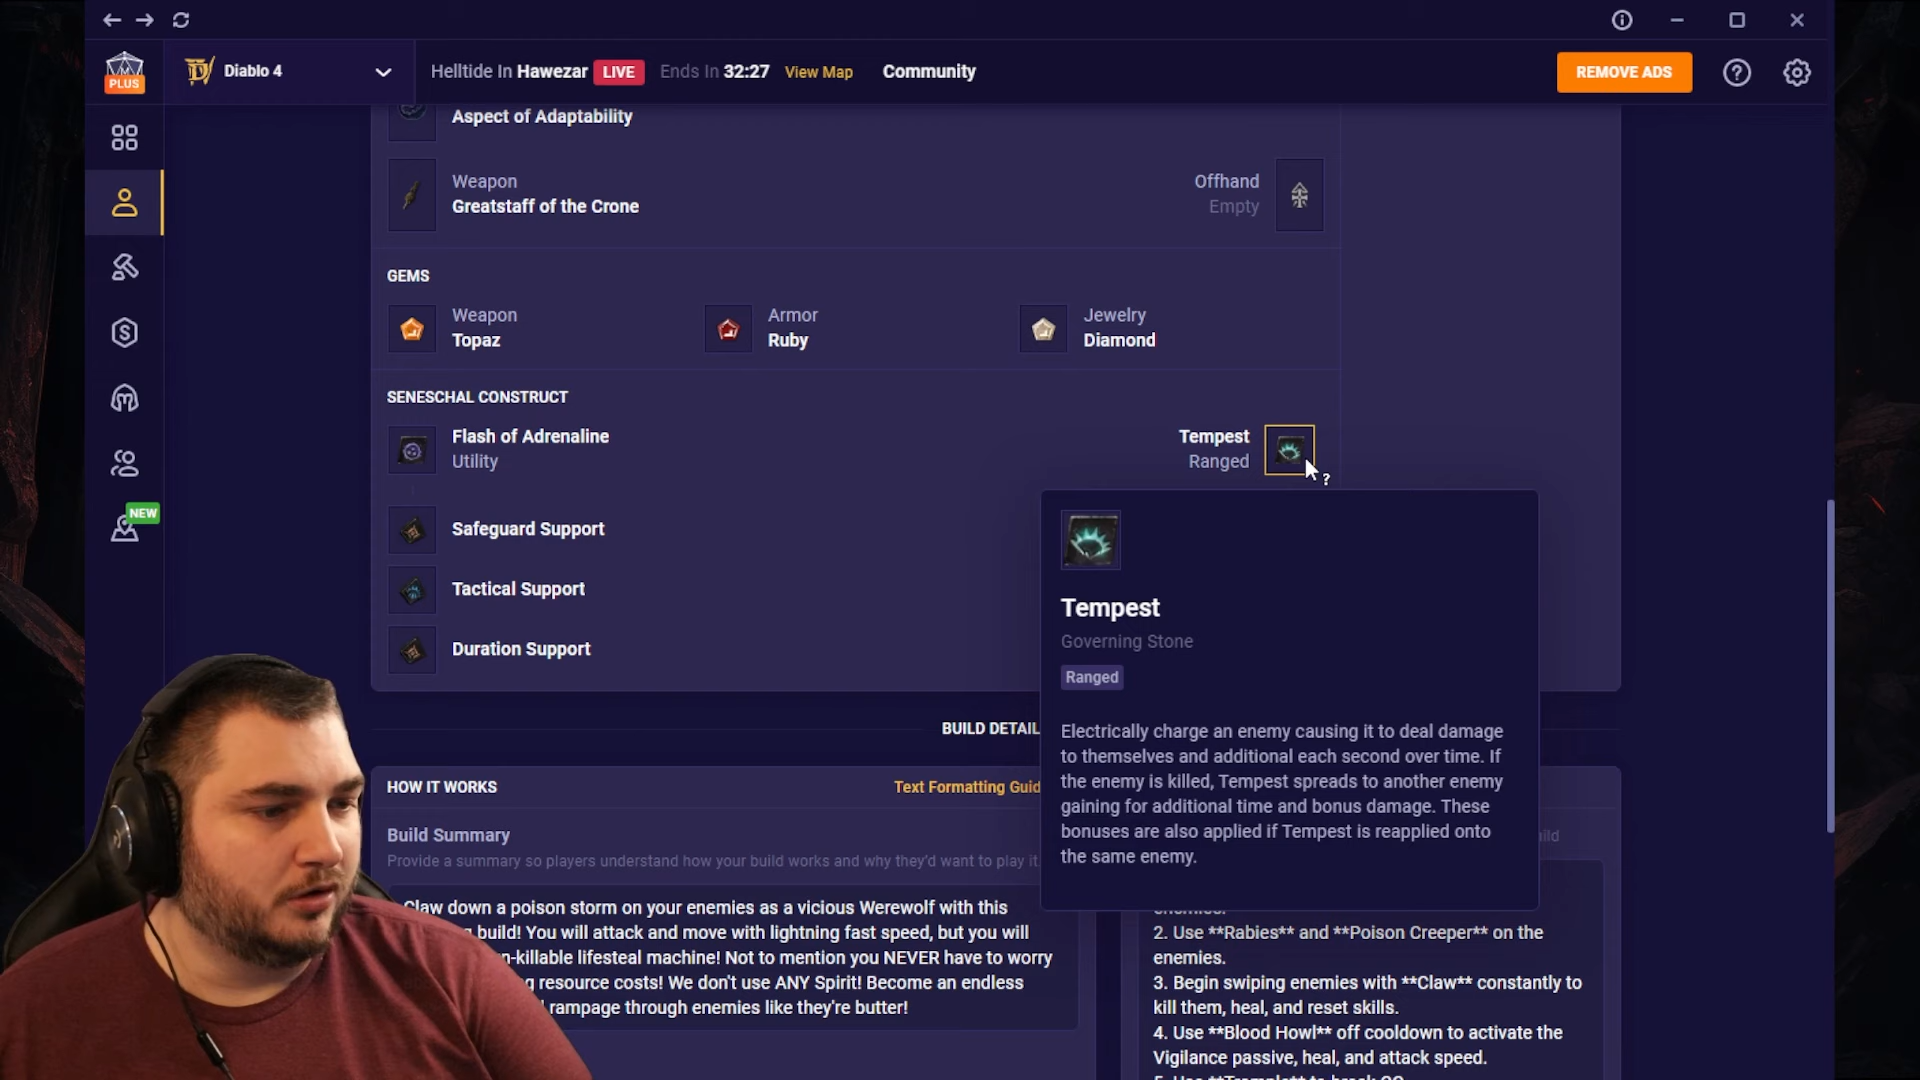 PLUS
Diablo 4
Helltide In Hawezar LIVE Ends In 32:27 View Map Community
REMOVE ADS
NEW
Aspect of Adaptability
Weapon
Greatstaff of the Crone
Offhand
Empty
GEMS
Weapon
Topaz
Armor
Ruby
Jewelry
Diamond
SENESCHAL CONSTRUCT
Flash of Adrenaline
Utility
Tempest
Ranged
Safeguard Support
Tactical Support
Duration Support
Tempest
Governing Stone
Ranged
Electrically charge an enemy causing it to deal damage
to themselves and additional each second over time. If
the enemy is killed, Tempest spreads to another enemy
gaining for additional time and bonus damage. These
bonuses are also applied if Tempest is reapplied onto
the same enemy.
BUILD DETAIL
HOW IT WORKS
Text Formatting Guid
Build Summary
Provide a summary so players understand how your build works and why they'd want to play it
Claw down a poison storm on your enemies as a vicious Werewolf with this
build! You will attack and move with lightning fast speed, but you will
n-killable lifesteal machine! Not to mention you NEVER have to worry
g resource costs! We don't use ANY Spirit! Become an endless
rampage through enemies like they're butter!
ild
enemies.
2. Use **Rabies** and **Poison Creeper** on the
enemies.
3. Begin swiping enemies with **Claw** constantly to
kill them, heal, and reset skills.
4. Use **Blood Howl** off cooldown to activate the
Vigilance passive, heal, and attack speed.